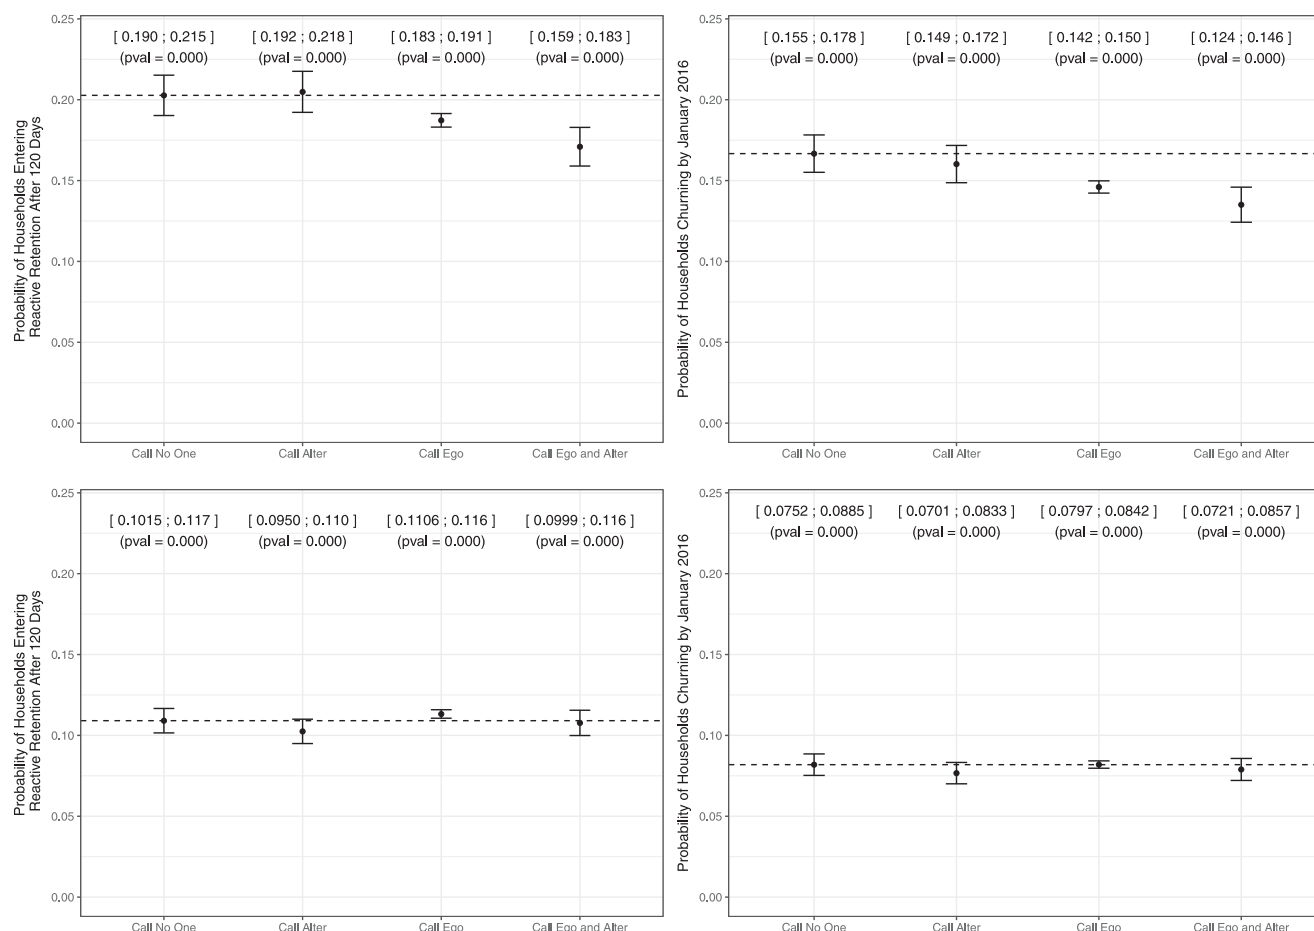 Probability of Households Entering
Reactive Retention After 120 Days
0.25
0.20
0.15
0.10
0.05
0.00
[ 0.190 ; 0.215 ] [ 0.192 ; 0.218 ] [ 0.183 ; 0.191 ] [ 0.159 ; 0.183 ]
(pval = 0.000) (pval = 0.000) (pval = 0.000) (pval = 0.000)
Call No One Call Alter Call Ego Call Ego and Alter
Probability of Households Churning by January 2016
0.25
0.20
0.15
0.10
0.05
0.00
[ 0.155 ; 0.178 ] [ 0.149 ; 0.172 ] [ 0.142 ; 0.150 ] [ 0.124 ; 0.146 ]
(pval = 0.000) (pval = 0.000) (pval = 0.000) (pval = 0.000)
Call No One Call Alter Call Ego Call Ego and Alter
Probability of Households Entering
Reactive Retention After 120 Days
0.25
0.20
0.15
0.10
0.05
0.00
[ 0.1015 ; 0.117 ] [ 0.0950 ; 0.110 ] [ 0.1106 ; 0.116 ] [ 0.0999 ; 0.116 ]
(pval = 0.000) (pval = 0.000) (pval = 0.000) (pval = 0.000)
Call No One Call Alter Call Ego Call Ego and Alter
Probability of Households Churning by January 2016
0.25
0.20
0.15
0.10
0.05
0.00
[ 0.0752 ; 0.0885 ] [ 0.0701 ; 0.0833 ] [ 0.0797 ; 0.0842 ] [ 0.0721 ; 0.0857 ]
(pval = 0.000) (pval = 0.000) (pval = 0.000) (pval = 0.000)
Call No One Call Alter Call Ego Call Ego and Alter